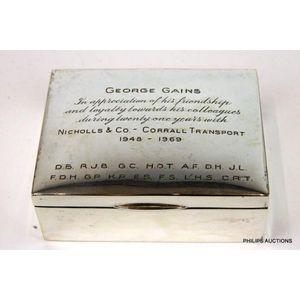 GEORGE GAINS
In appreciation of his friendship
and loyalty towards his colleagues
during twenty one years with
NICHOLLS & CO - CORRALL TRANSPORT
1948 - 1969
D.B. R.J.B. G.C. H.O.T. A.F. D.H. J.L.
F.D.H. G.P. K.P. E.S. F.S. L'H.S. C.R.T.
PHILIPS AUCTIONS